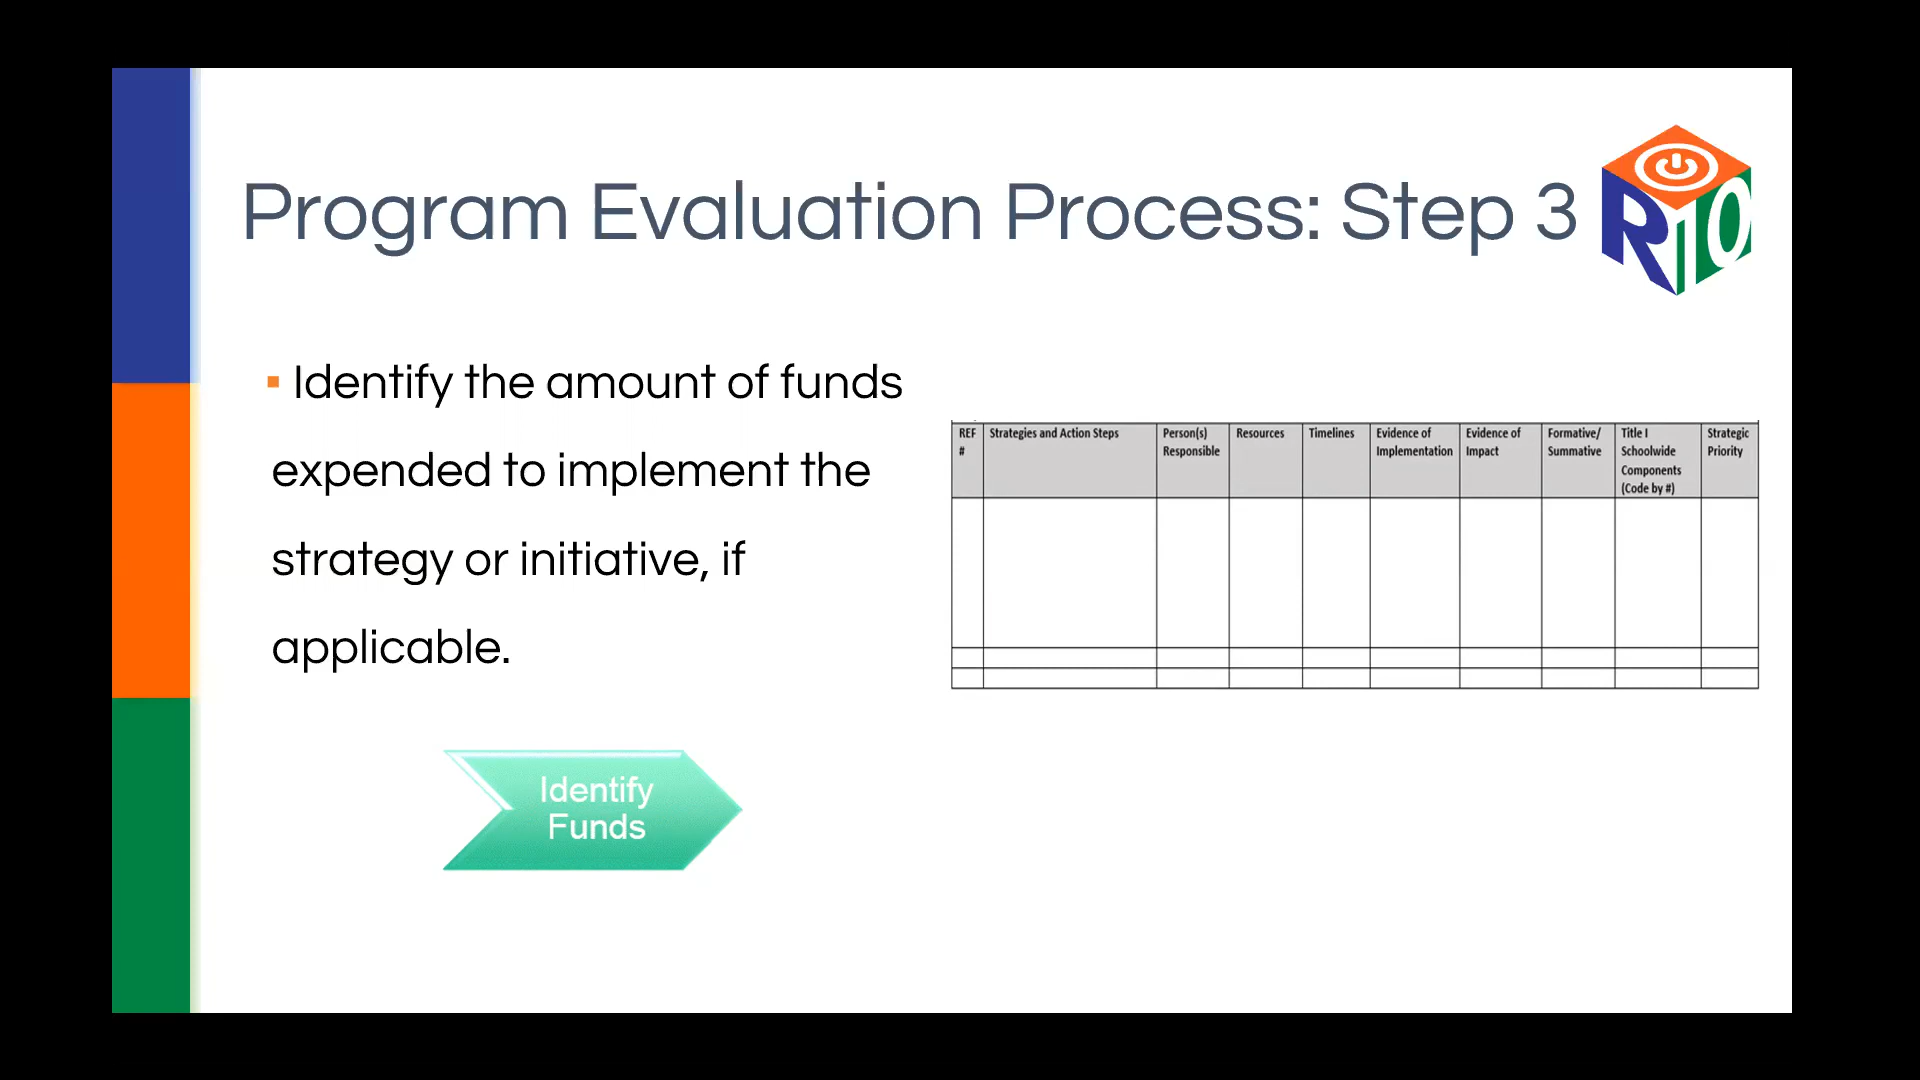 Program Evaluation Process: Step 3
R10
▪ Identify the amount of funds
expended to implement the
strategy or initiative, if
applicable.
REF # Strategies and Action Steps Person(s) Responsible Resources Timelines Evidence of Implementation Evidence of Impact Formative/ Summative Title I Schoolwide Components (Code by #) Strategic Priority
Identify
Funds